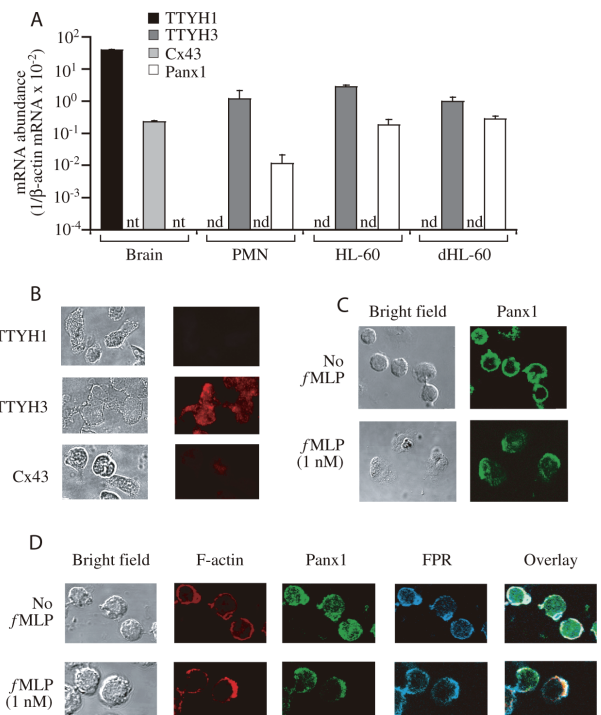 A
TTYH1
TTYH3
Cx43
Panx1
mRNA abundance
(1/β-actin mRNA x 10⁻²)
10²
10¹
10⁰
10⁻¹
10⁻²
10⁻³
10⁻⁴
nt nt nd nd nd nd nd nd
Brain PMN HL-60 dHL-60
B
TTYH1
TTYH3
Cx43
C
Bright field Panx1
No
fMLP
fMLP
(1 nM)
D
Bright field F-actin Panx1 FPR Overlay
No
fMLP
fMLP
(1 nM)